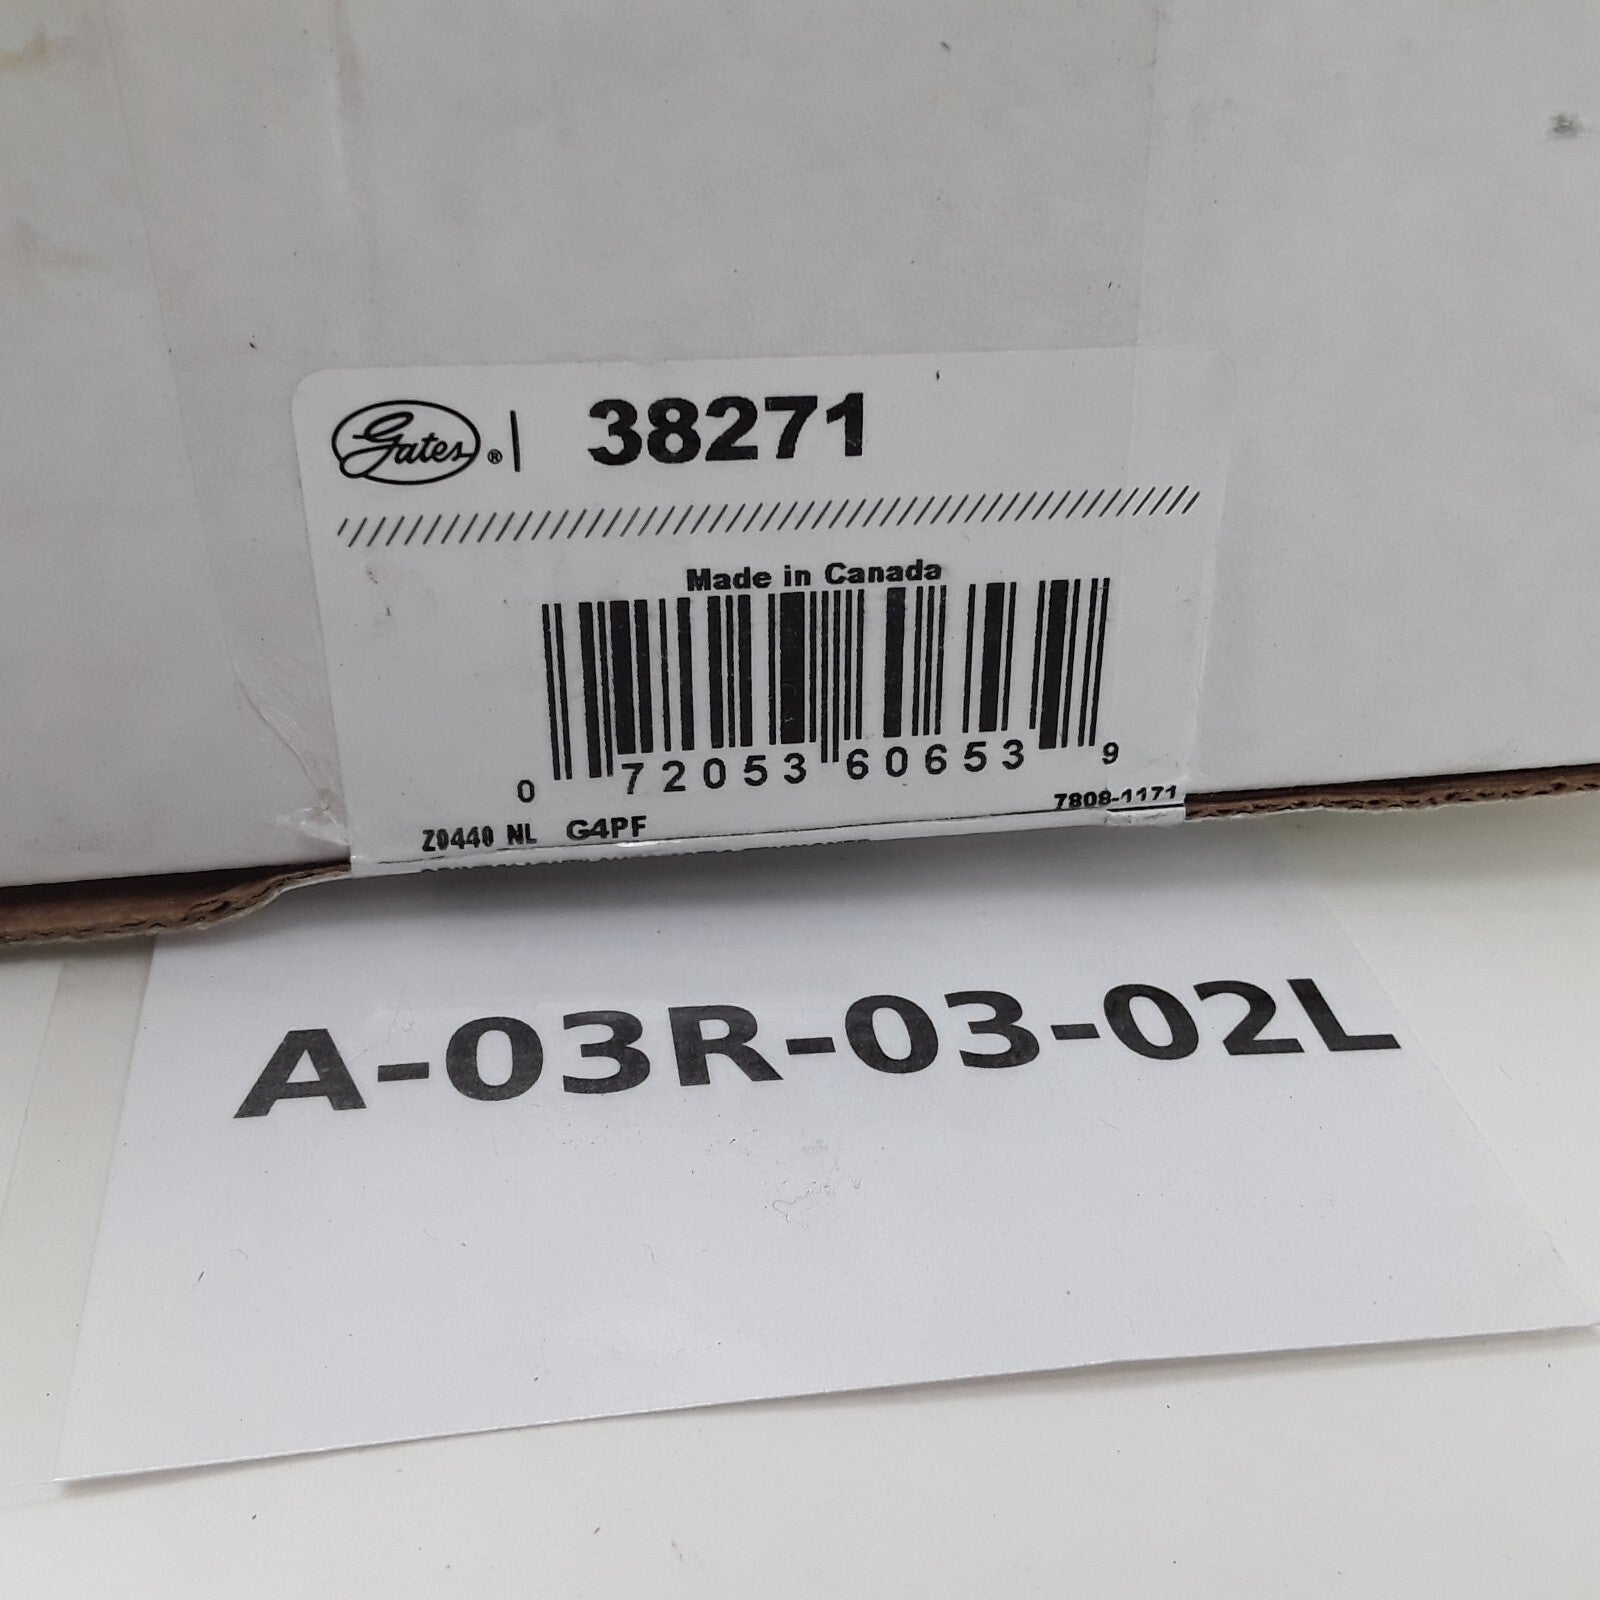 Gates® | 38271
Made in Canada
0 72053 60653 9
7808-1171
Z0440 NL G4PF
A-03R-03-02L